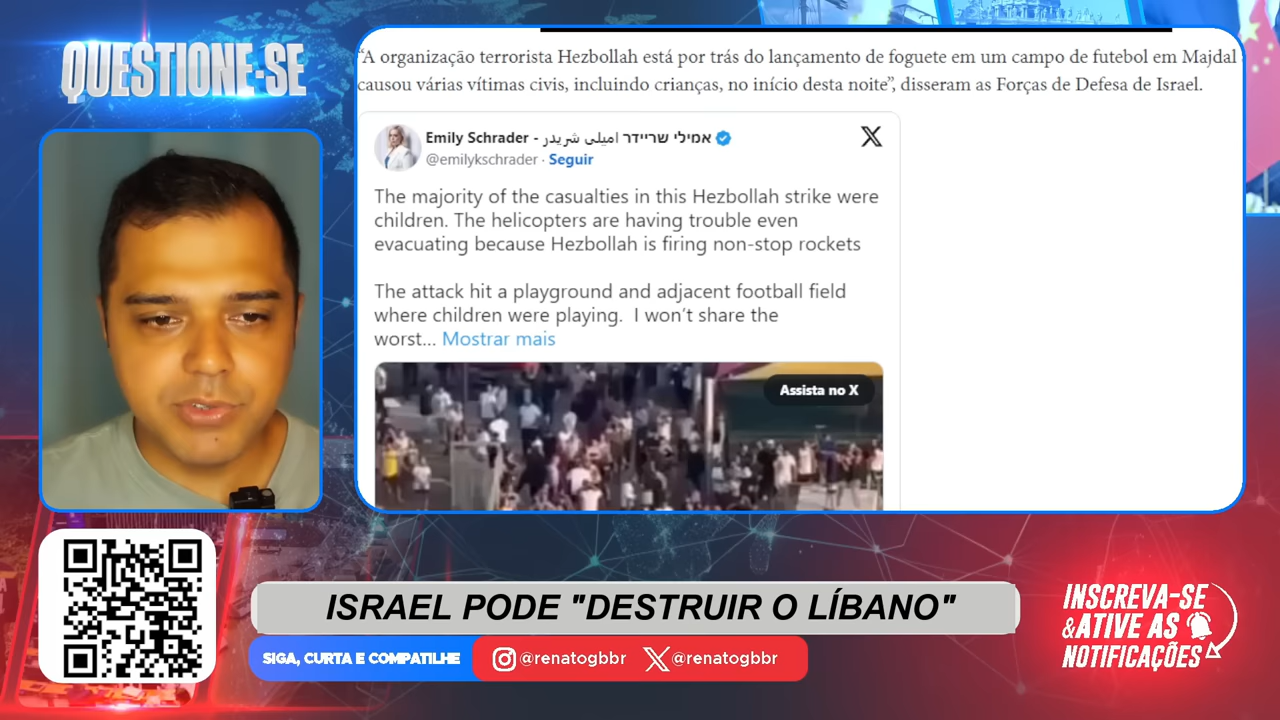 QUESTIONE-SE
“A organização terrorista Hezbollah está por trás do lançamento de foguete em um campo de futebol em Majdal
causou várias vítimas civis, incluindo crianças, no início desta noite”, disseram as Forças de Defesa de Israel.
Emily Schrader - אמילי שריידר امیلی شریدر
@emilykschrader · Seguir
The majority of the casualties in this Hezbollah strike were
children. The helicopters are having trouble even
evacuating because Hezbollah is firing non-stop rockets
The attack hit a playground and adjacent football field
where children were playing. I won't share the
worst... Mostrar mais
Assista no X
ISRAEL PODE "DESTRUIR O LÍBANO"
SIGA, CURTA E COMPATILHE
@renatogbbr
@renatogbbr
INSCREVA-SE
&ATIVE AS
NOTIFICAÇÕES